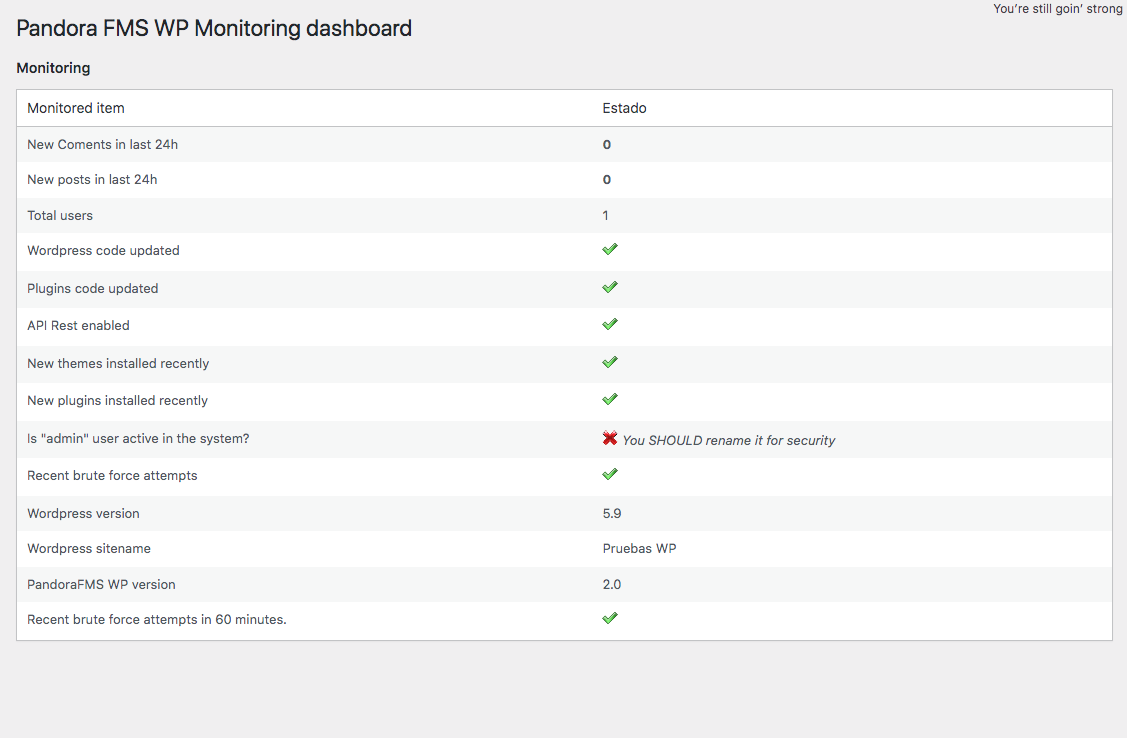 You're still goin' strong
Pandora FMS WP Monitoring dashboard
Monitoring
Monitored item Estado
New Coments in last 24h 0
New posts in last 24h 0
Total users 1
Wordpress code updated
Plugins code updated
API Rest enabled
New themes installed recently
New plugins installed recently
Is "admin" user active in the system? You SHOULD rename it for security
Recent brute force attempts
Wordpress version 5.9
Wordpress sitename Pruebas WP
PandoraFMS WP version 2.0
Recent brute force attempts in 60 minutes.